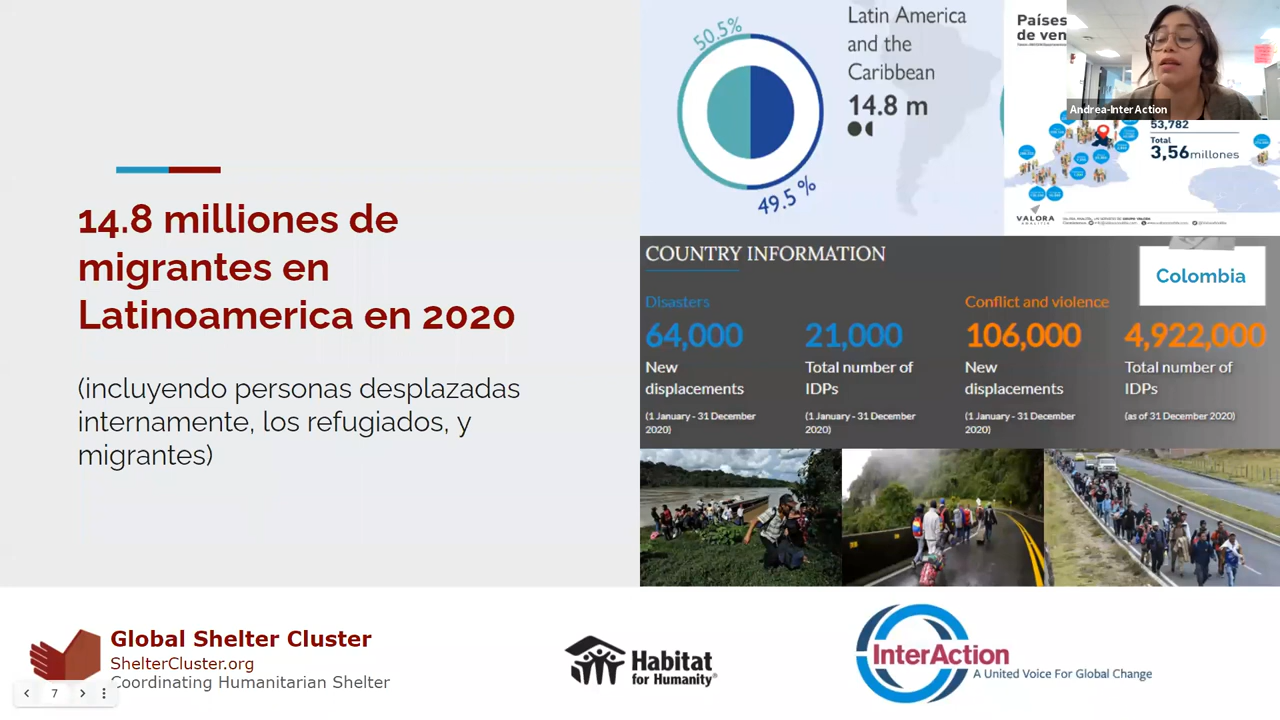 14.8 milliones de
migrantes en
Latinoamerica en 2020
(incluyendo personas desplazadas
internamente, los refugiados, y
migrantes)
50.5%
49.5%
Latin America
and the
Caribbean
14.8 m
Países
de ven
Andrea-InterAction
53,782
Total
3,56 millones
VALORA
ANALITIK
COUNTRY INFORMATION
Colombia
Disasters
Conflict and violence
64,000
21,000
106,000
4,922,000
New
displacements
Total number of
IDPs
New
displacements
Total number of
IDPs
(1 January - 31 December
2020)
(1 January - 31 December
2020)
(1 January - 31 December
2020)
(as of 31 December 2020)
Global Shelter Cluster
ShelterCluster.org
Coordinating Humanitarian Shelter
7
Habitat
for Humanity®
InterAction
A United Voice For Global Change